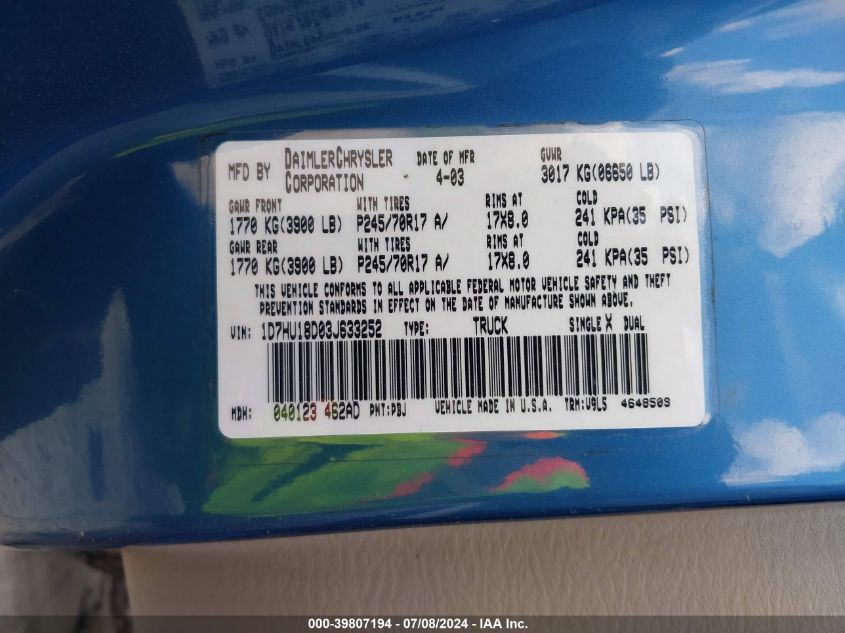 MFD BY DAIMLERCHRYSLER CORPORATION DATE OF MFR 4-03 GVWR 3017 KG(06650 LB)
GAWR FRONT WITH TIRES RIMS AT COLD
1770 KG(3900 LB) P245/70R17 A/ 17X8.0 241 KPA(35 PSI)
GAWR REAR WITH TIRES RIMS AT COLD
1770 KG(3900 LB) P245/70R17 A/ 17X8.0 241 KPA(35 PSI)
THIS VEHICLE CONFORMS TO ALL APPLICABLE FEDERAL MOTOR VEHICLE SAFETY AND THEFT
PREVENTION STANDARDS IN EFFECT ON THE DATE OF MANUFACTURE SHOWN ABOVE.
VIN: 1D7HU18D03J633252 TYPE: TRUCK SINGLE X DUAL
MDH: 040123 462AD PNT:PBJ VEHICLE MADE IN U.S.A. TRM:V9L5 4648509
000-39807194 - 07/08/2024 - IAA Inc.